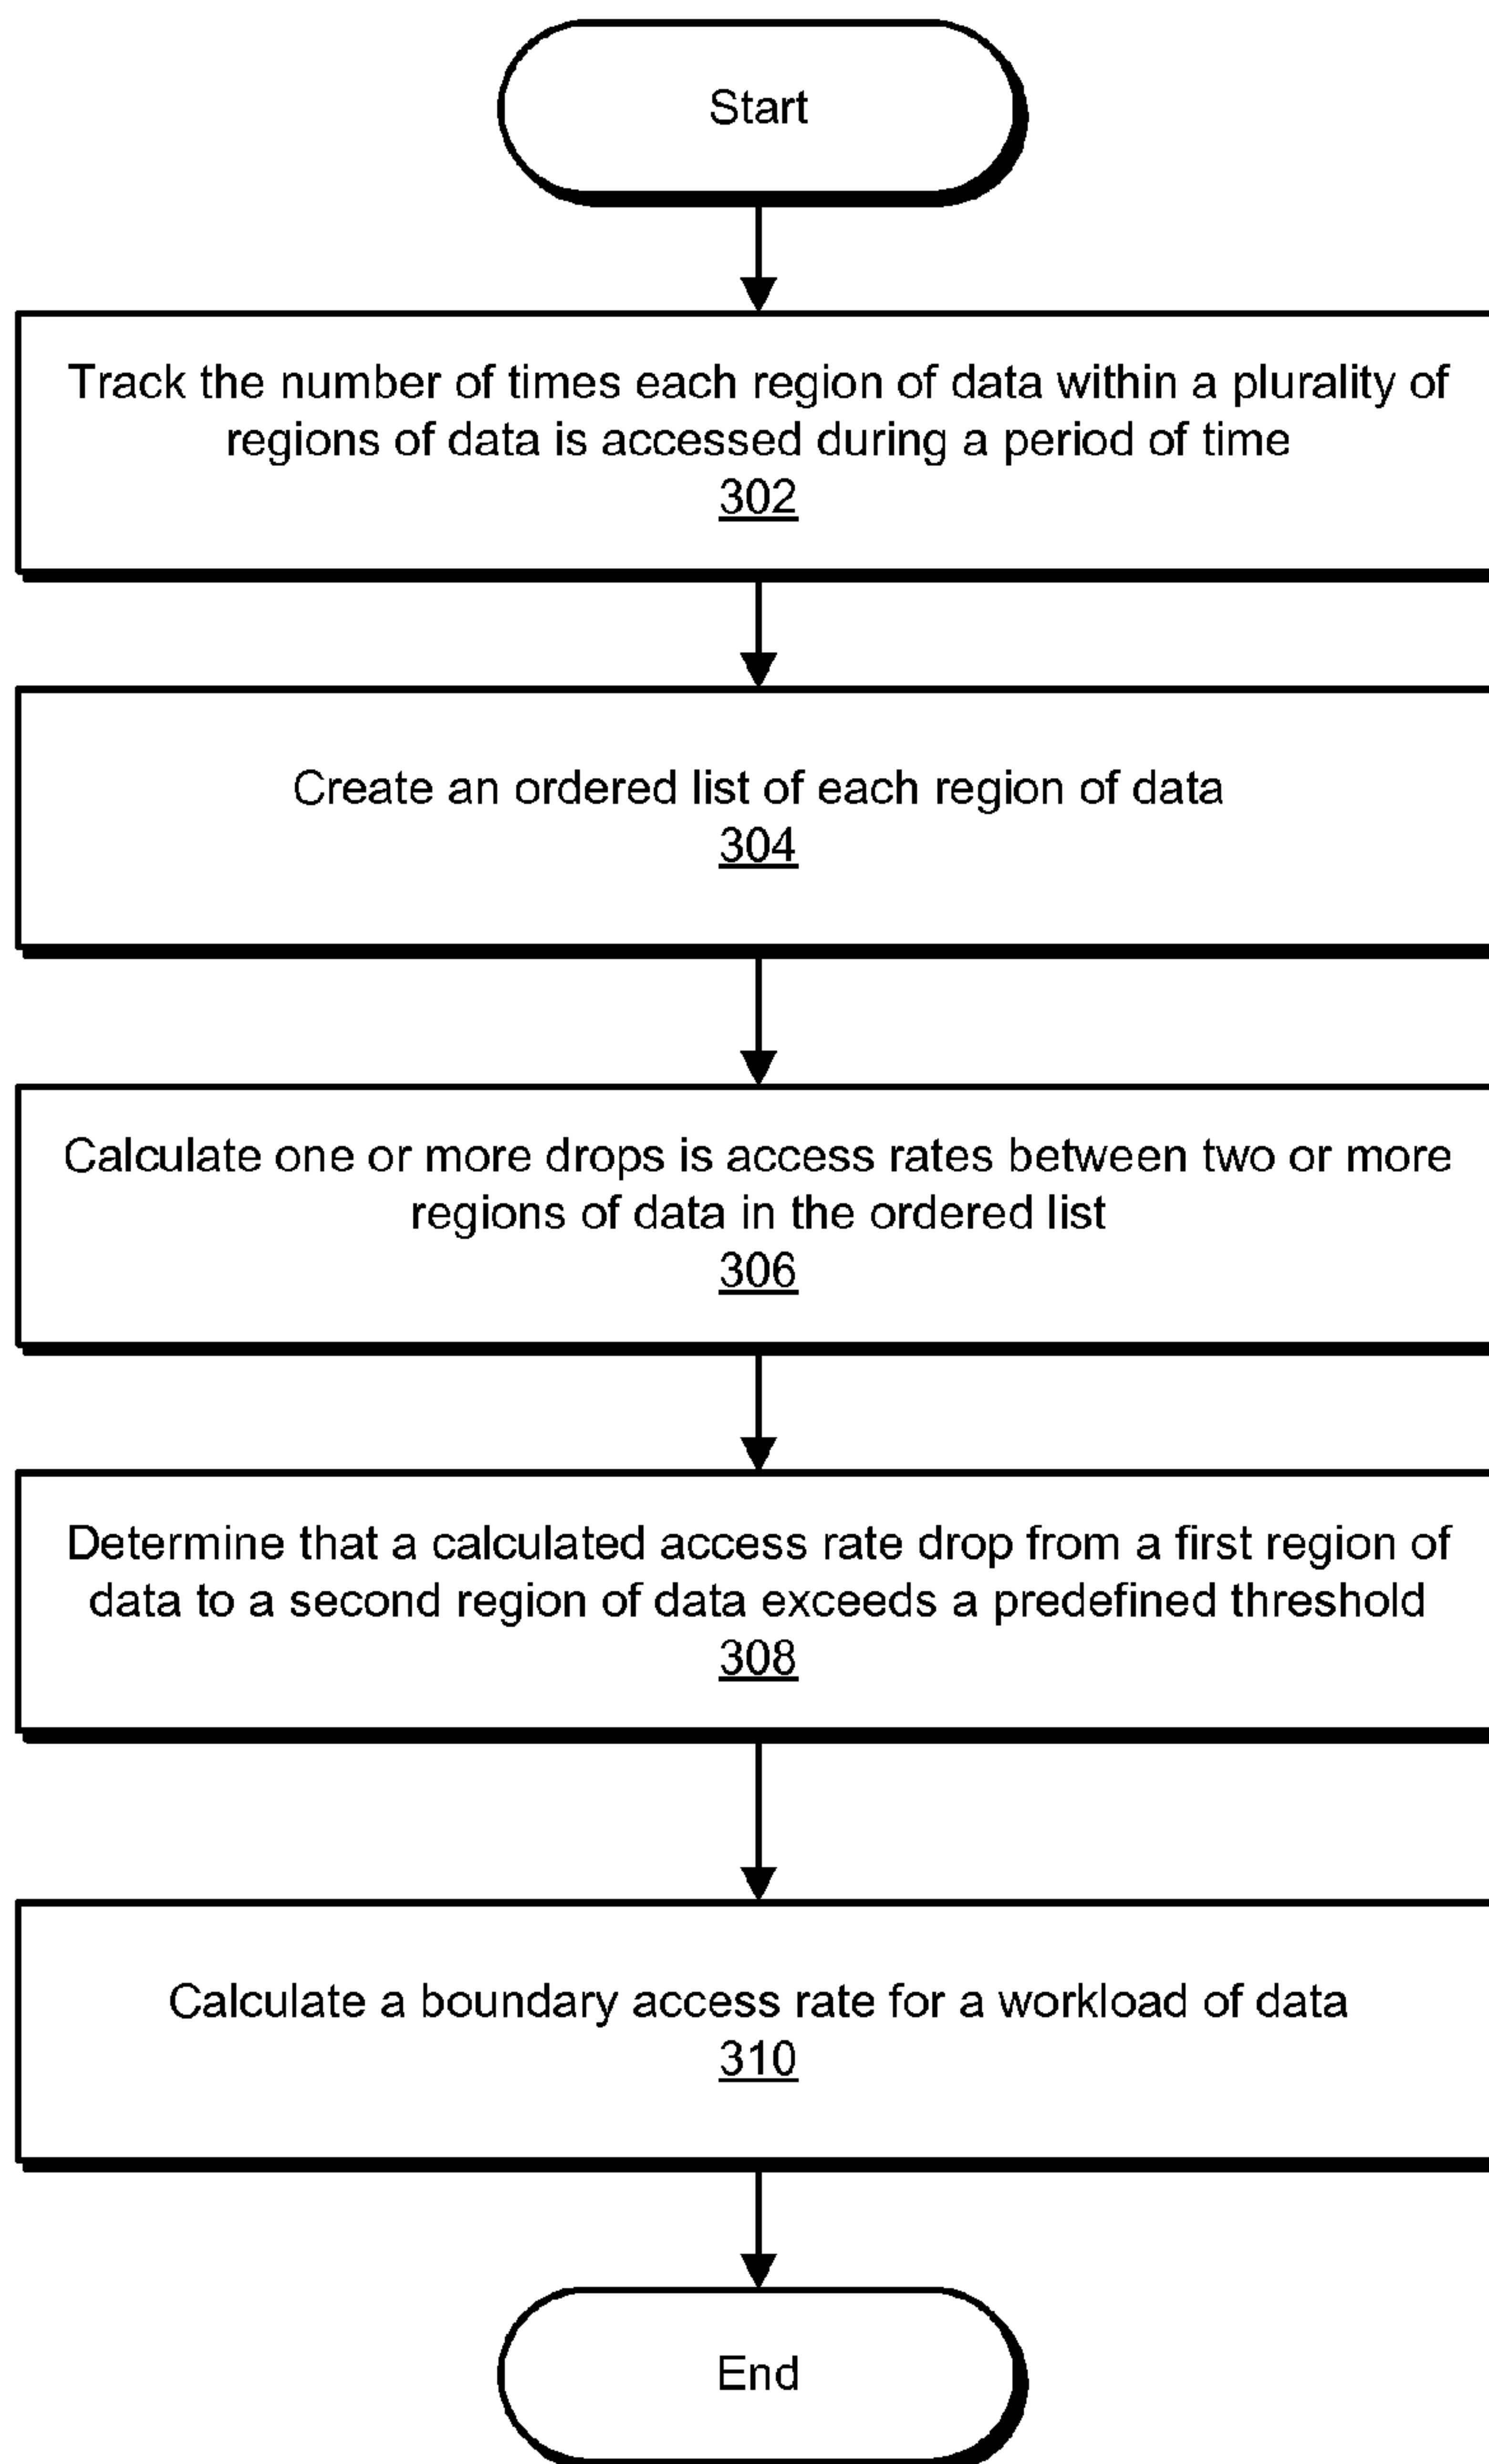 Start
Track the number of times each region of data within a plurality of
regions of data is accessed during a period of time
302
Create an ordered list of each region of data
304
Calculate one or more drops is access rates between two or more
regions of data in the ordered list
306
Determine that a calculated access rate drop from a first region of
data to a second region of data exceeds a predefined threshold
308
Calculate a boundary access rate for a workload of data
310
End